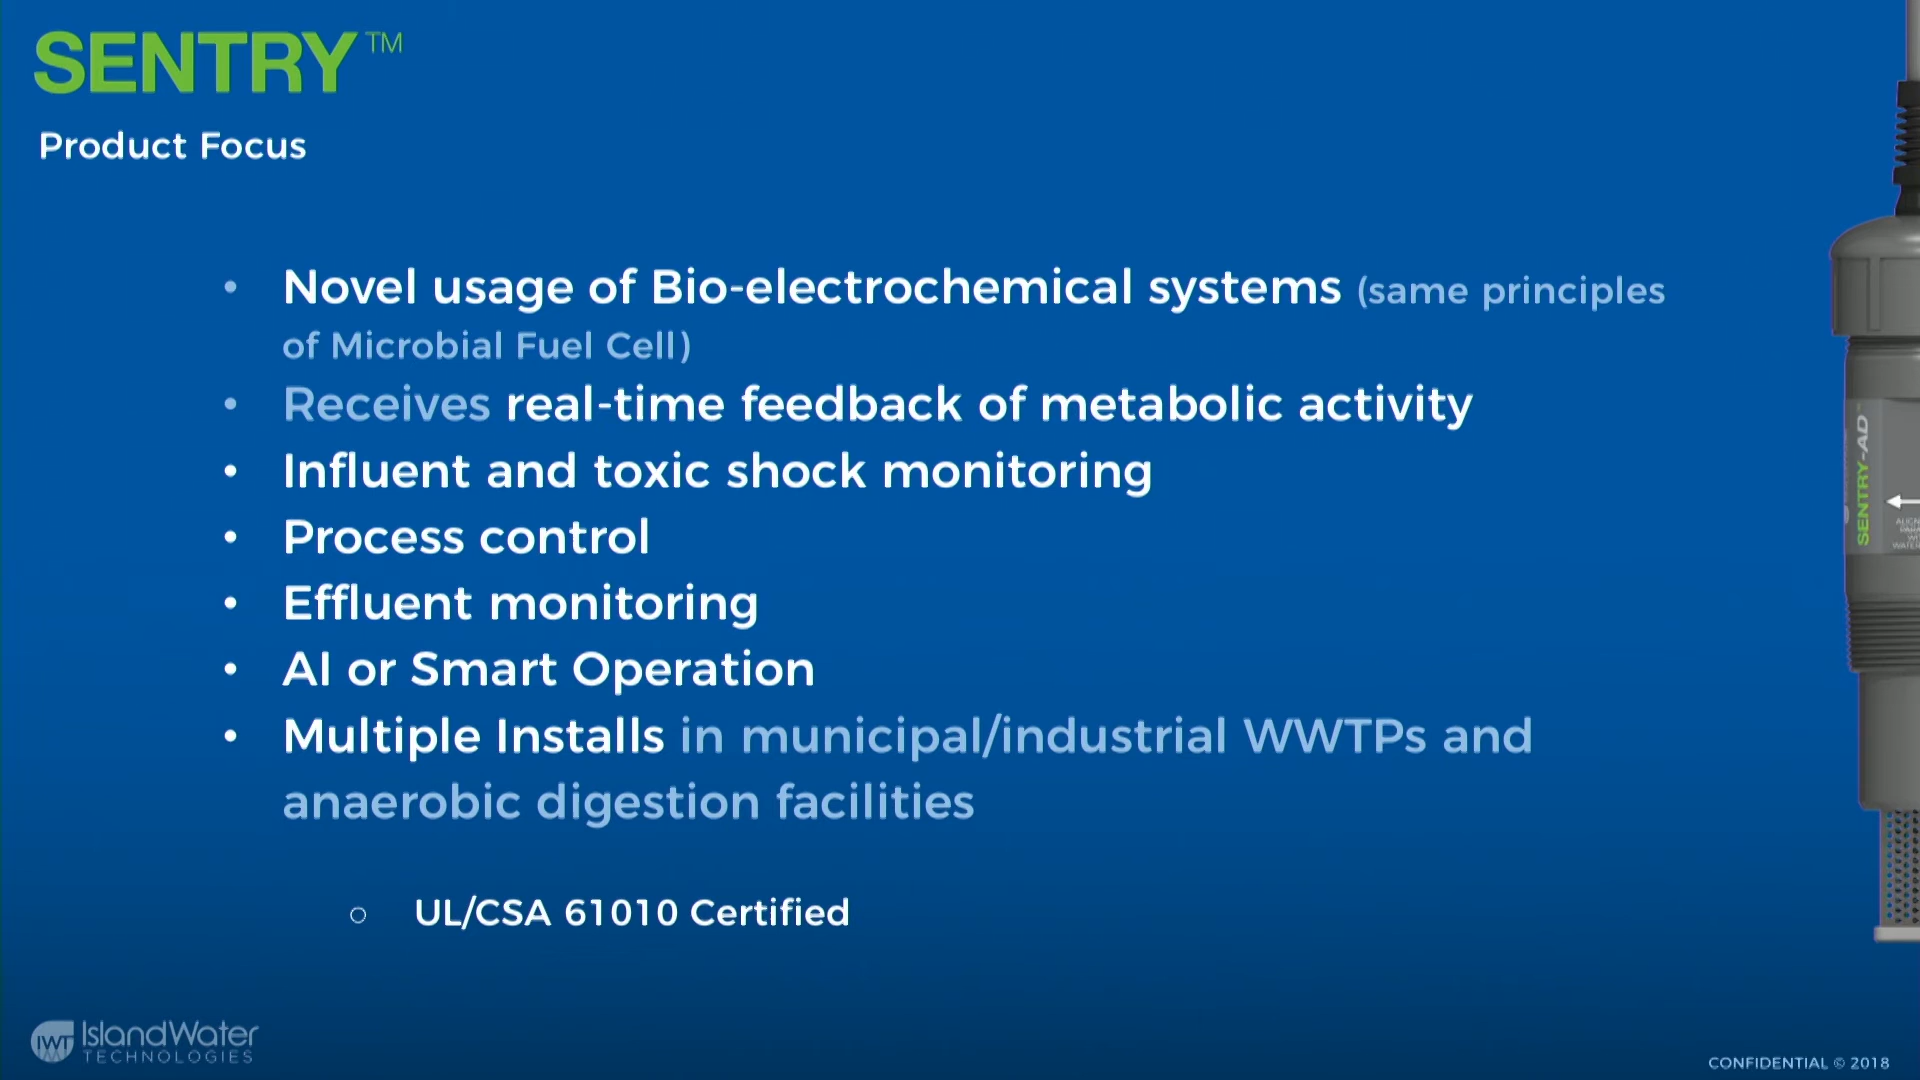 SENTRY™
Product Focus
• Novel usage of Bio-electrochemical systems (same principles
of Microbial Fuel Cell)
• Receives real-time feedback of metabolic activity
• Influent and toxic shock monitoring
• Process control
• Effluent monitoring
• AI or Smart Operation
• Multiple Installs in municipal/industrial WWTPs and
anaerobic digestion facilities
○ UL/CSA 61010 Certified
SENTRY-AD
IWT IslandWater
TECHNOLOGIES
CONFIDENTIAL © 2018